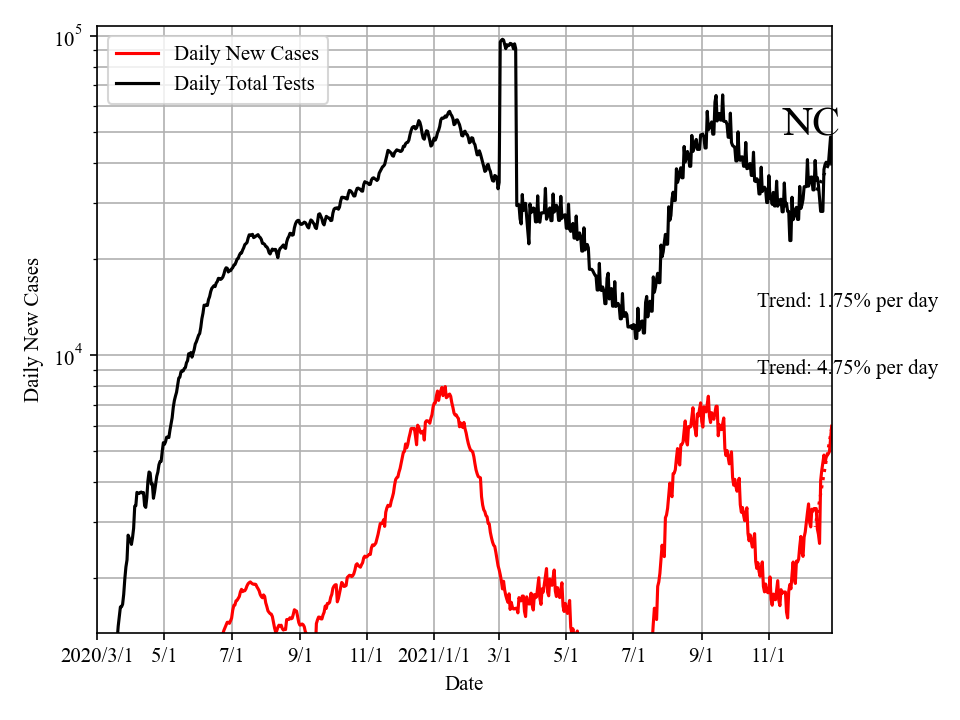 10^5
Daily New Cases
Daily Total Tests
NC
Trend: 1.75% per day
10^4
Trend: 4.75% per day
Daily New Cases
2020/3/1 5/1 7/1 9/1 11/1 2021/1/1 3/1 5/1 7/1 9/1 11/1
Date